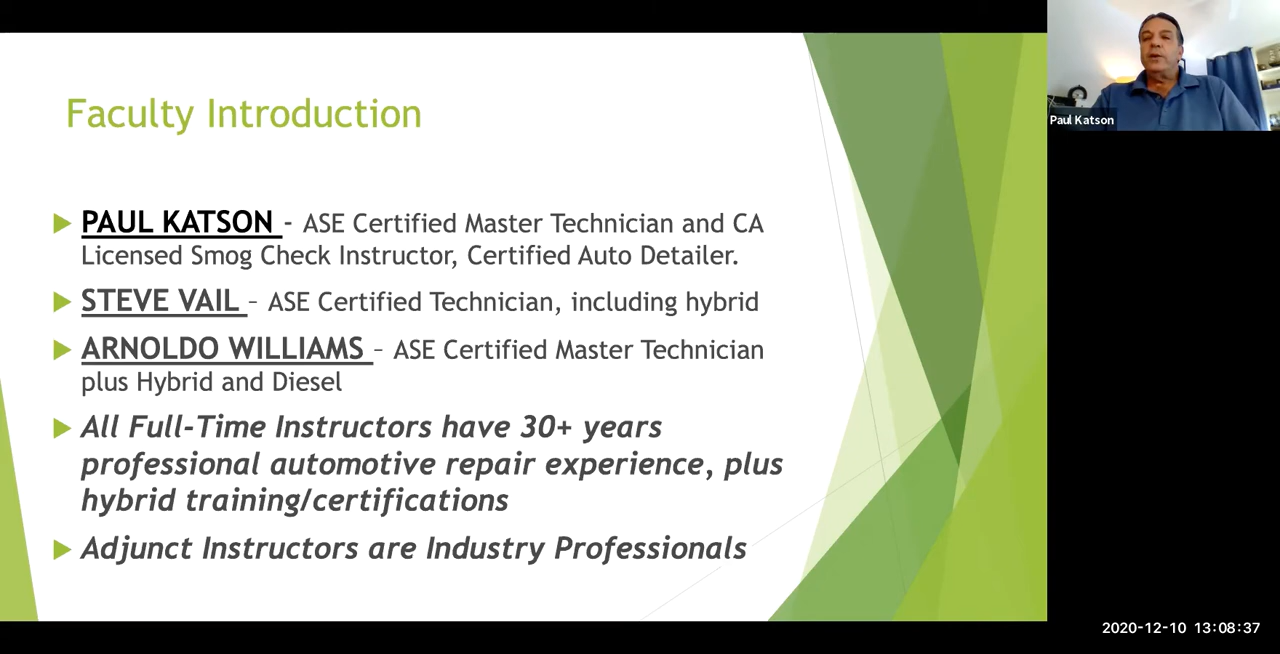 Faculty Introduction
PAUL KATSON - ASE Certified Master Technician and CA
Licensed Smog Check Instructor, Certified Auto Detailer.
STEVE VAIL – ASE Certified Technician, including hybrid
ARNOLDO WILLIAMS – ASE Certified Master Technician
plus Hybrid and Diesel
All Full-Time Instructors have 30+ years
professional automotive repair experience, plus
hybrid training/certifications
Adjunct Instructors are Industry Professionals
Paul Katson
2020-12-10 13:08:37